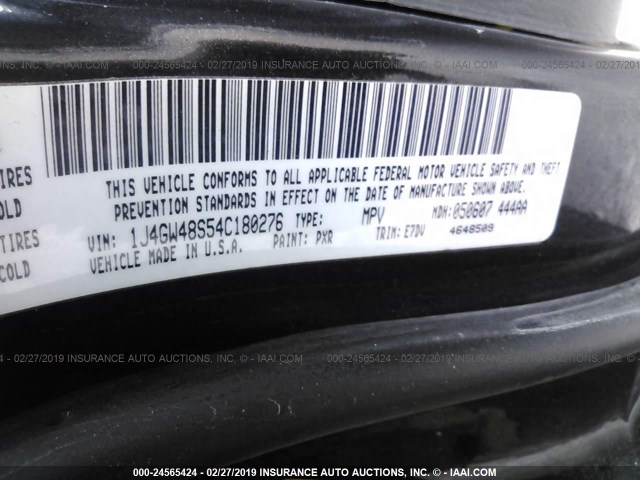 000-24565424 - 02/27/2019 INSURANCE AUTO AUCTIONS, INC. - © IAAI.COM
TIRES
COLD
TIRES
COLD
THIS VEHICLE CONFORMS TO ALL APPLICABLE FEDERAL MOTOR VEHICLE SAFETY AND THEFT
PREVENTION STANDARDS IN EFFECT ON THE DATE OF MANUFACTURE SHOWN ABOVE.
VIN: 1J4GW48S54C180276 TYPE: MPV MDH: 050607 444AA
VEHICLE MADE IN U.S.A. PAINT: PXR TRIM: E7DV 4648509
000-24565424 - 02/27/2019 INSURANCE AUTO AUCTIONS, INC. - © IAAI.COM
000-24565424 - 02/27/2019 INSURANCE AUTO AUCTIONS, INC. - © IAAI.COM